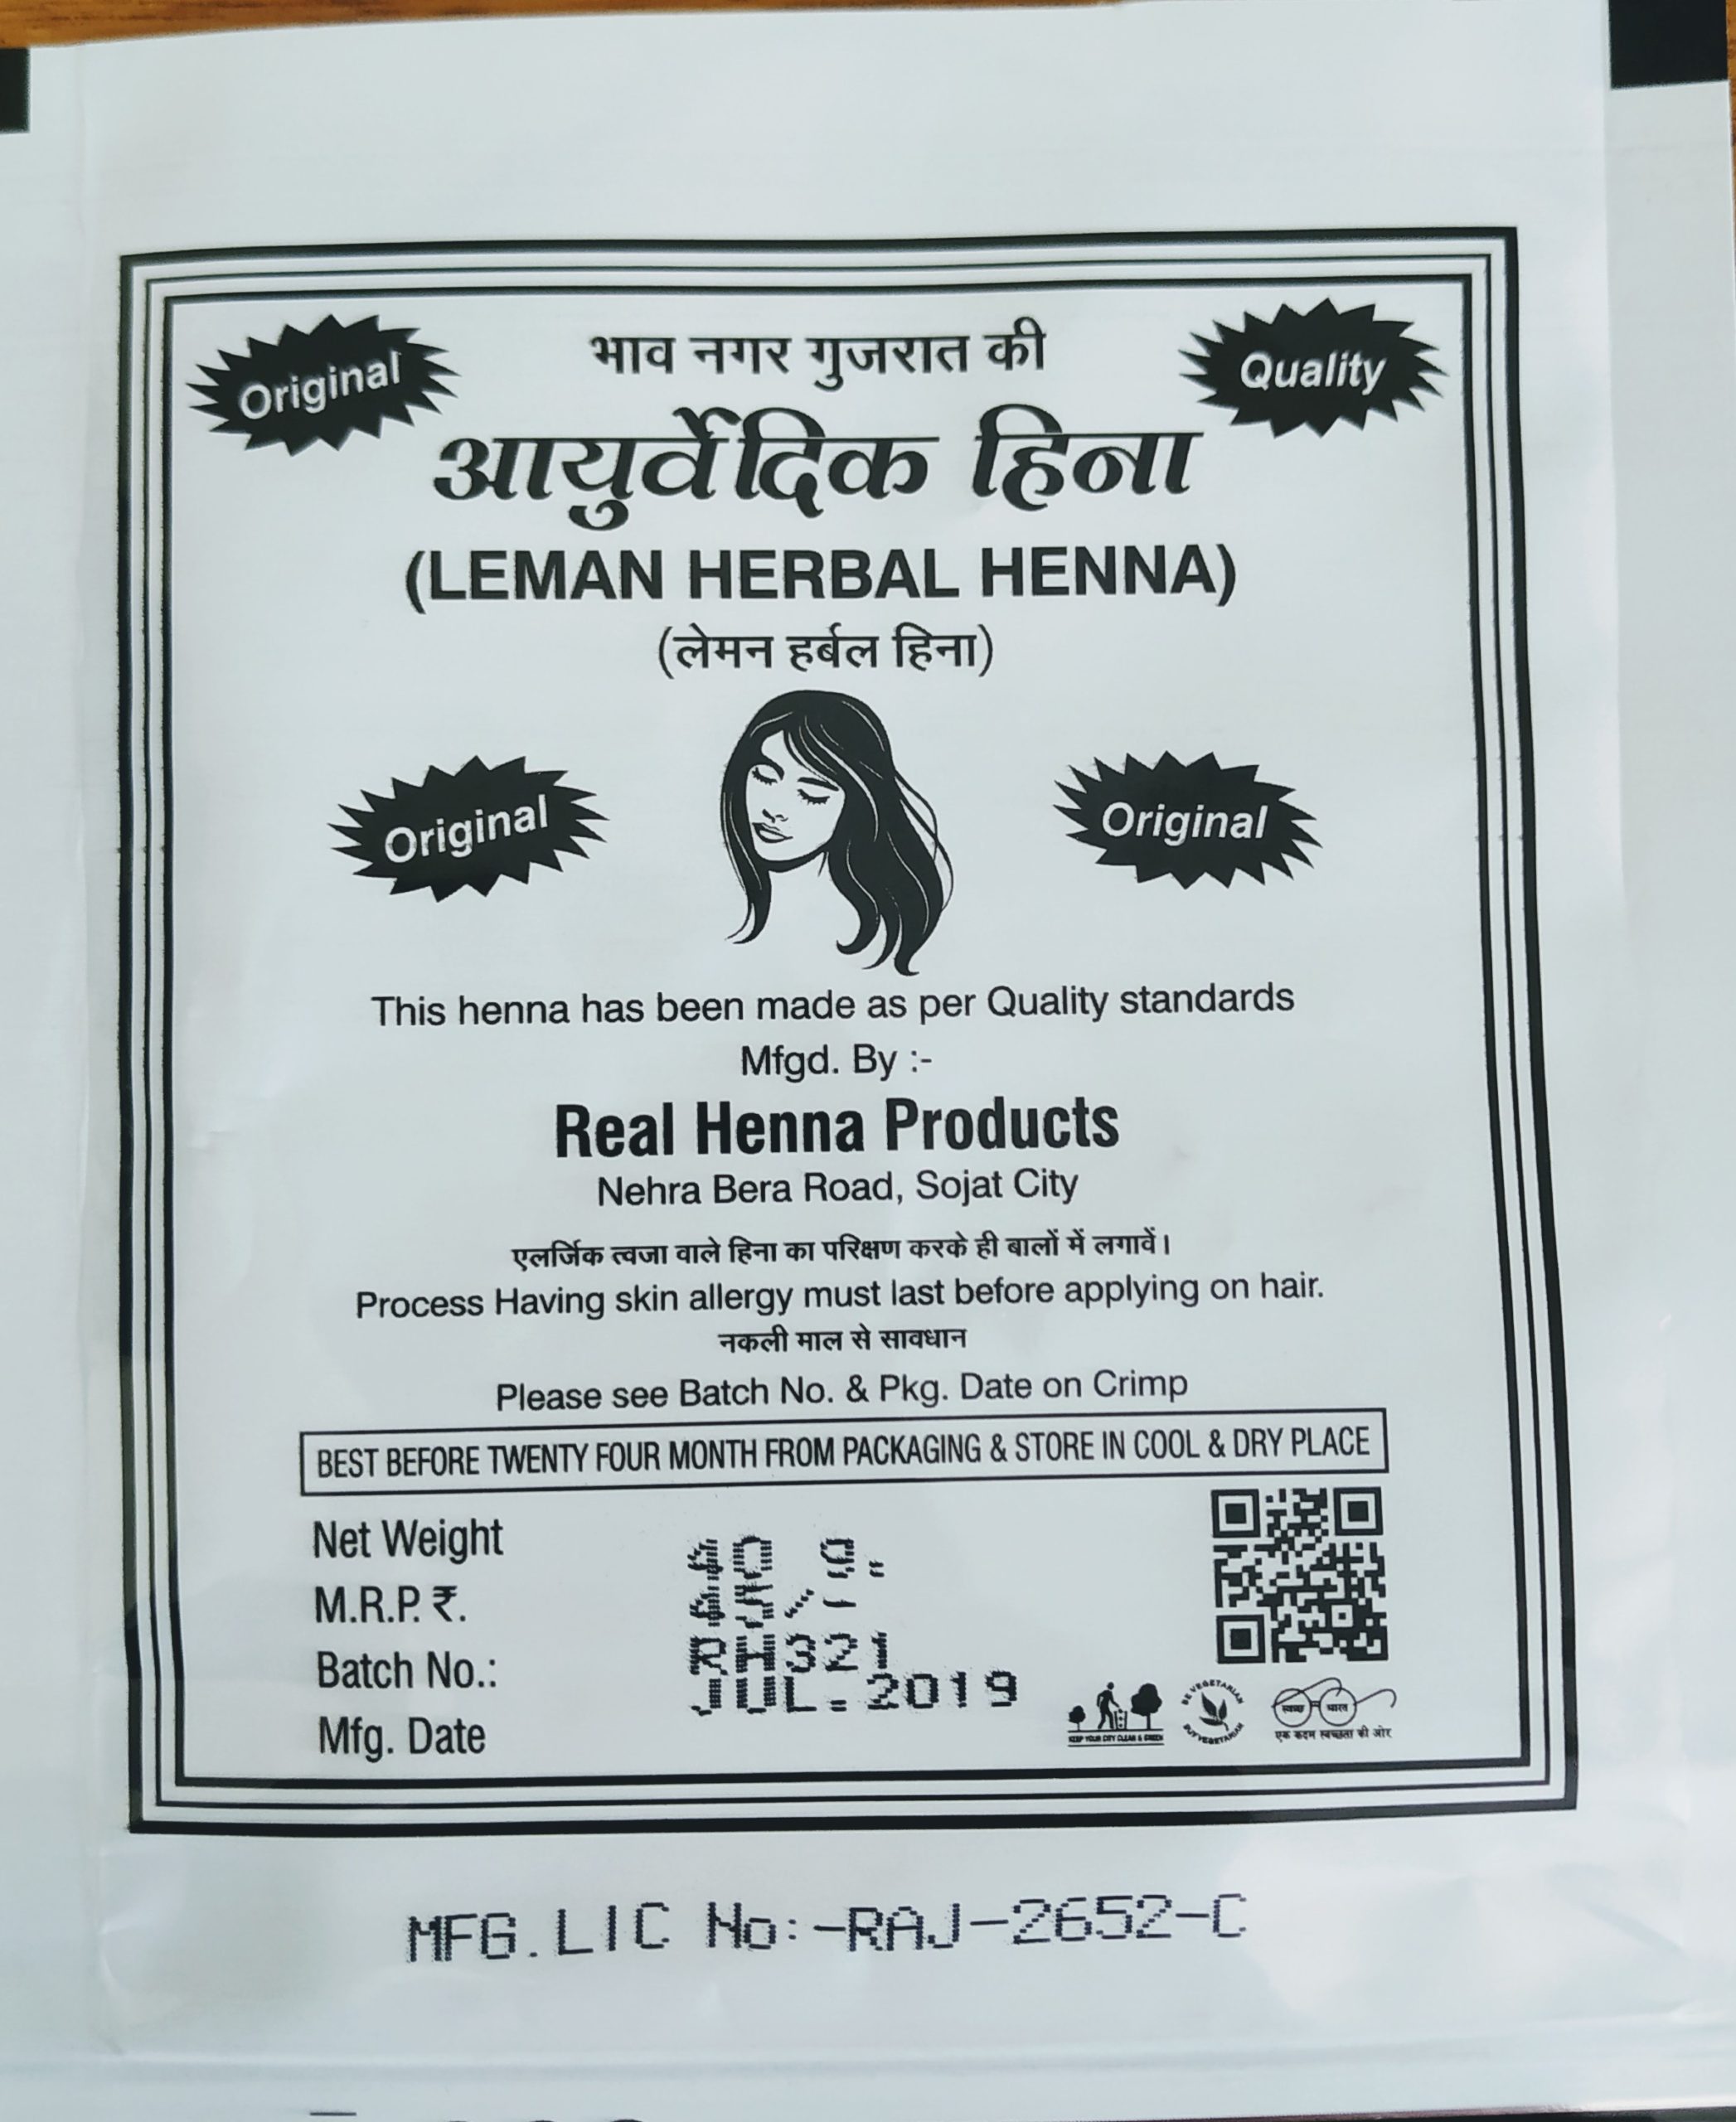 Original
भाव नगर गुजरात की
Quality
आयुर्वेदिक हिना
(LEMAN HERBAL HENNA)
(लेमन हर्बल हिना)
Original
Original
This henna has been made as per Quality standards
Mfgd. By :-
Real Henna Products
Nehra Bera Road, Sojat City
एलर्जिक त्वजा वाले हिना का परिक्षण करके ही बालों में लगावें।
Process Having skin allergy must last before applying on hair.
नकली माल से सावधान
Please see Batch No. & Pkg. Date on Crimp
BEST BEFORE TWENTY FOUR MONTH FROM PACKAGING & STORE IN COOL & DRY PLACE
Net Weight
M.R.P. ₹.
Batch No.:
Mfg. Date
JUL. 2019
KEEP YOUR CITY CLEAN & GREEN
BE VEGETARIAN
BUY VEGETARIAN
स्वच्छ भारत
एक कदम स्वच्छता की ओर
MFG.LIC No:-RAJ-2652-C